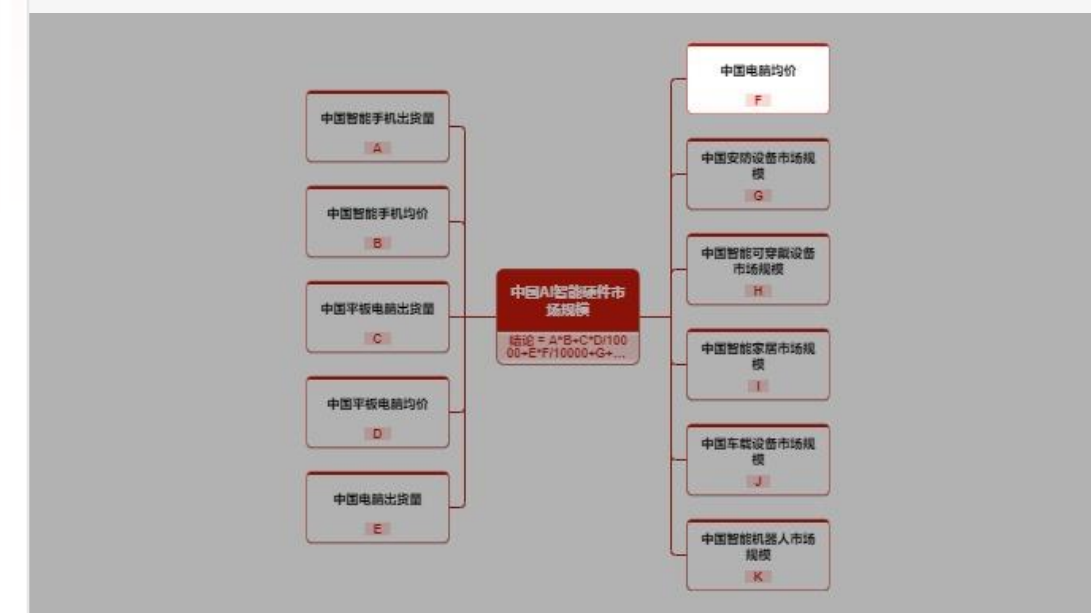 中国智能手机出货量
A
中国智能手机均价
B
中国平板电脑出货量
C
中国平板电脑均价
D
中国电脑出货量
E
中国AI智能硬件市
场规模
结论 = A*B+C*D/100
00+E*F/10000+G+...
中国电脑均价
F
中国安防设备市场规
模
G
中国智能可穿戴设备
市场规模
H
中国智能家居市场规
模
I
中国车载设备市场规
模
J
中国智能机器人市场
规模
K